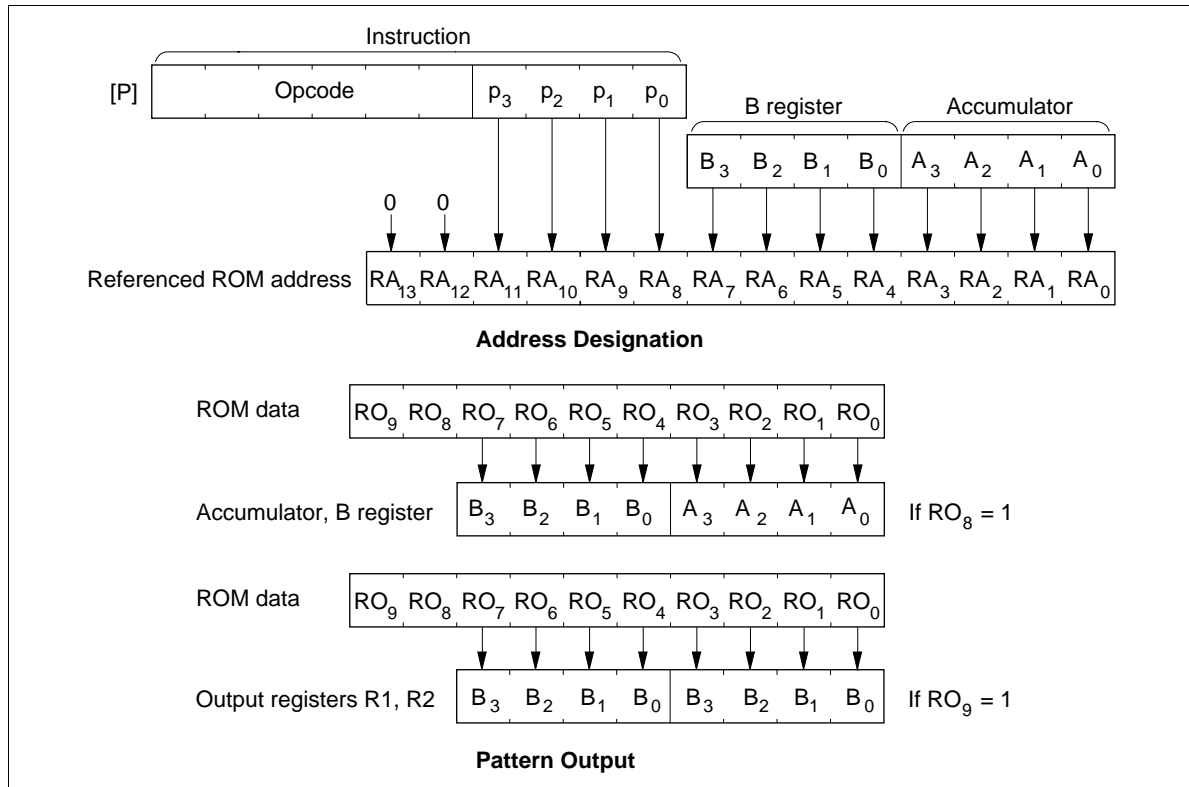 Instruction
[P] Opcode p3 p2 p1 p0
B register Accumulator
B3 B2 B1 B0 A3 A2 A1 A0
0 0
Referenced ROM address RA13 RA12 RA11 RA10 RA9 RA8 RA7 RA6 RA5 RA4 RA3 RA2 RA1 RA0
Address Designation
ROM data RO9 RO8 RO7 RO6 RO5 RO4 RO3 RO2 RO1 RO0
Accumulator, B register B3 B2 B1 B0 A3 A2 A1 A0 If RO8 = 1
ROM data RO9 RO8 RO7 RO6 RO5 RO4 RO3 RO2 RO1 RO0
Output registers R1, R2 B3 B2 B1 B0 B3 B2 B1 B0 If RO9 = 1
Pattern Output